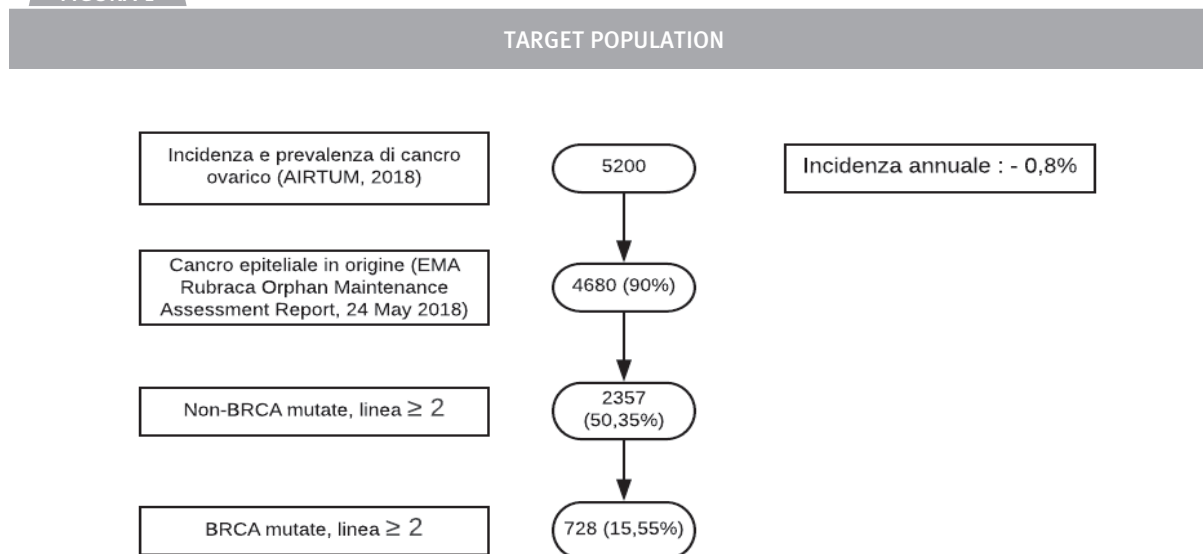 TARGET POPULATION
Incidenza e prevalenza di cancro
ovarico (AIRTUM, 2018)
5200
Incidenza annuale : - 0,8%
Cancro epiteliale in origine (EMA
Rubraca Orphan Maintenance
Assessment Report, 24 May 2018)
4680 (90%)
Non-BRCA mutate, linea ≥ 2
2357
(50,35%)
BRCA mutate, linea ≥ 2
728 (15,55%)